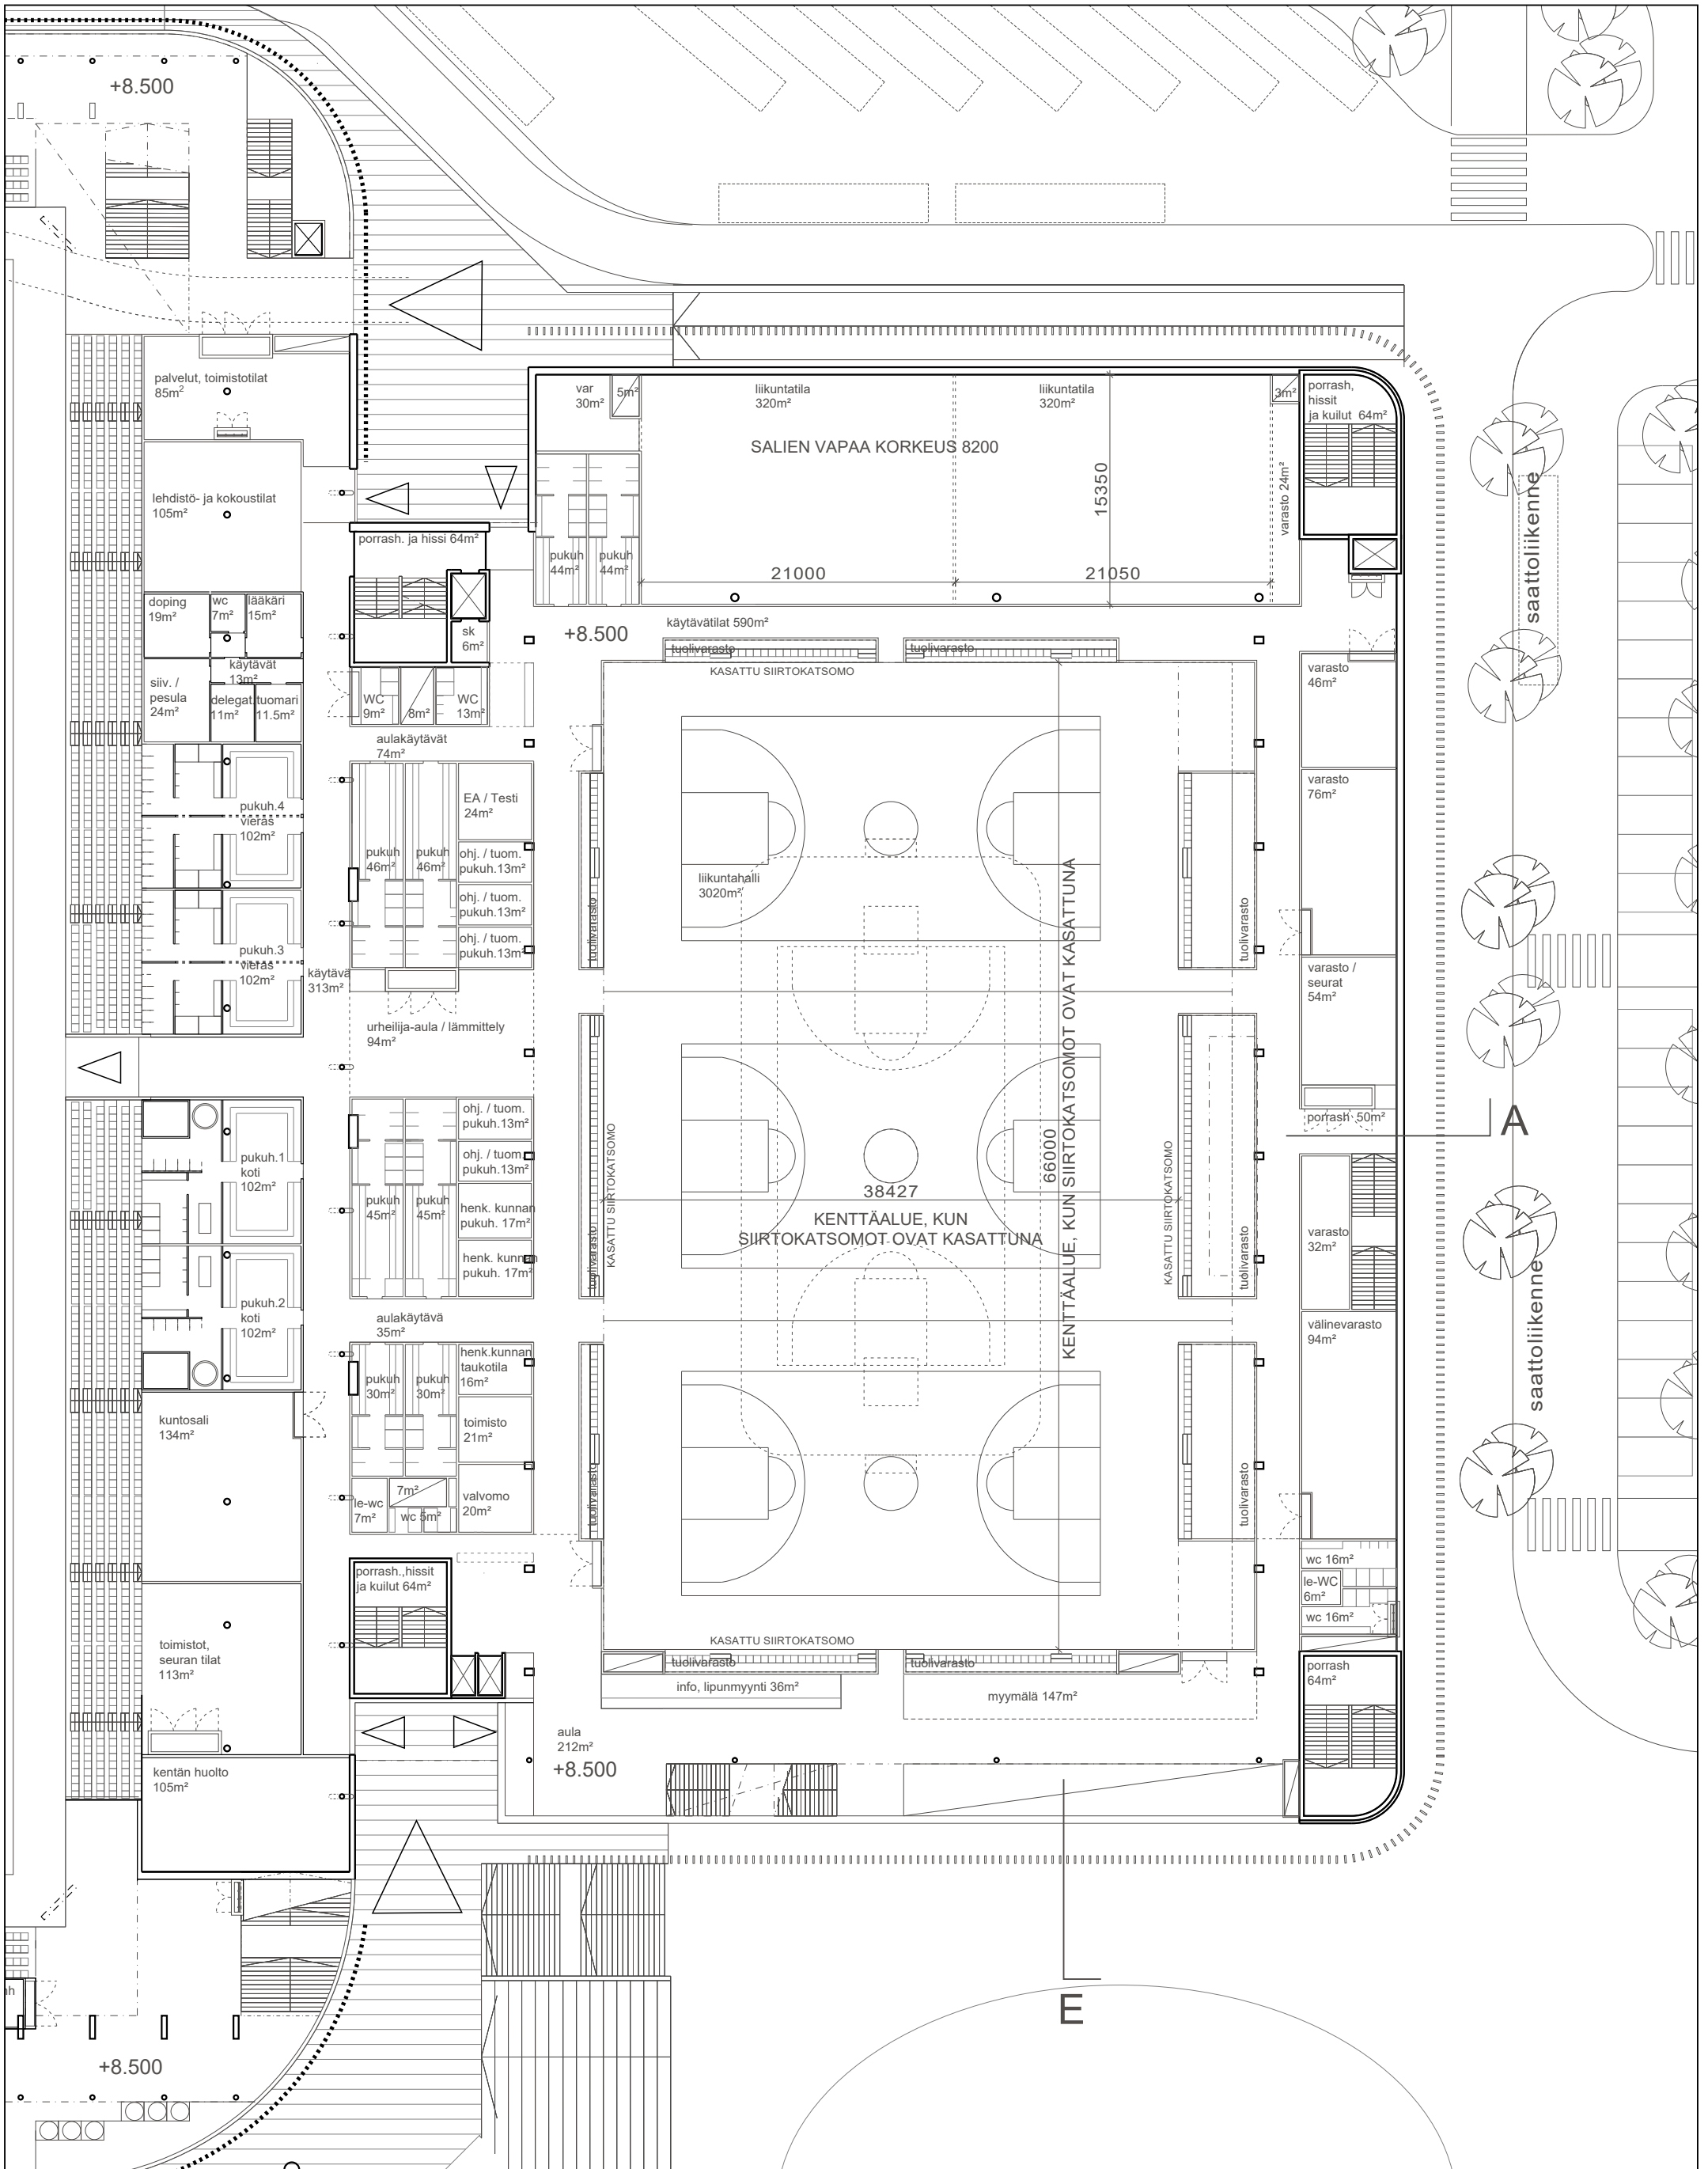 +8.500
palvelut, toimistotilat
85m²
var
30m²
5m²
liikuntatila
320m²
liikuntatila
320m²
3m²
porrash,
hissit
ja kuilut 64m²
SALIEN VAPAA KORKEUS 8200
15350
varasto 24m²
saattoliikenne
lehdistö- ja kokoustilat
105m²
porrash. ja hissi 64m²
pukuh
44m²
pukuh
44m²
21000
21050
doping
19m²
wc
7m²
lääkäri
15m²
sk
6m²
+8.500
käytävätilat 590m²
tuolivarasto
tuolivarasto
KASATTU SIIRTOKATSOMO
käytävät
13m²
siiv. /
pesula
24m²
delegat.
11m²
tuomari
11.5m²
WC
9m²
8m²
WC
13m²
varasto
46m²
aulakäytävät
74m²
pukuh.4
vieras
102m²
EA / Testi
24m²
varasto
76m²
pukuh
46m²
pukuh
46m²
ohj. / tuom.
pukuh.13m²
ohj. / tuom.
pukuh.13m²
ohj. / tuom.
pukuh.13m²
liikuntahalli
3020m²
tuolivarasto
tuolivarasto
pukuh.3
vieras
102m²
käytävä
313m²
varasto /
seurat
54m²
urheilija-aula / lämmittely
94m²
KENTTÄALUE, KUN SIIRTOKATSOMOT OVAT KASATTUNA
66000
porrash 50m²
A
pukuh.1
koti
102m²
ohj. / tuom.
pukuh.13m²
ohj. / tuom.
pukuh.13m²
pukuh
45m²
pukuh
45m²
henk. kunnan
pukuh. 17m²
henk. kunnan
pukuh. 17m²
KASATTU SIIRTOKATSOMO
tuolivarasto
38427
KENTTÄALUE, KUN
SIIRTOKATSOMOT OVAT KASATTUNA
KASATTU SIIRTOKATSOMO
tuolivarasto
varasto
32m²
saattoliikenne
pukuh.2
koti
102m²
aulakäytävä
35m²
välinevarasto
94m²
henk.kunnan
taukotila
16m²
pukuh
30m²
pukuh
30m²
kuntosali
134m²
toimisto
21m²
tuolivarasto
tuolivarasto
le-wc
7m²
7m²
wc 5m²
valvomo
20m²
wc 16m²
le-WC
6m²
wc 16m²
porrash.,hissit
ja kuilut 64m²
toimistot,
seuran tilat
113m²
KASATTU SIIRTOKATSOMO
tuolivarasto
tuolivarasto
info, lipunmyynti 36m²
myymälä 147m²
porrash
64m²
aula
212m²
+8.500
kentän huolto
105m²
E
+8.500